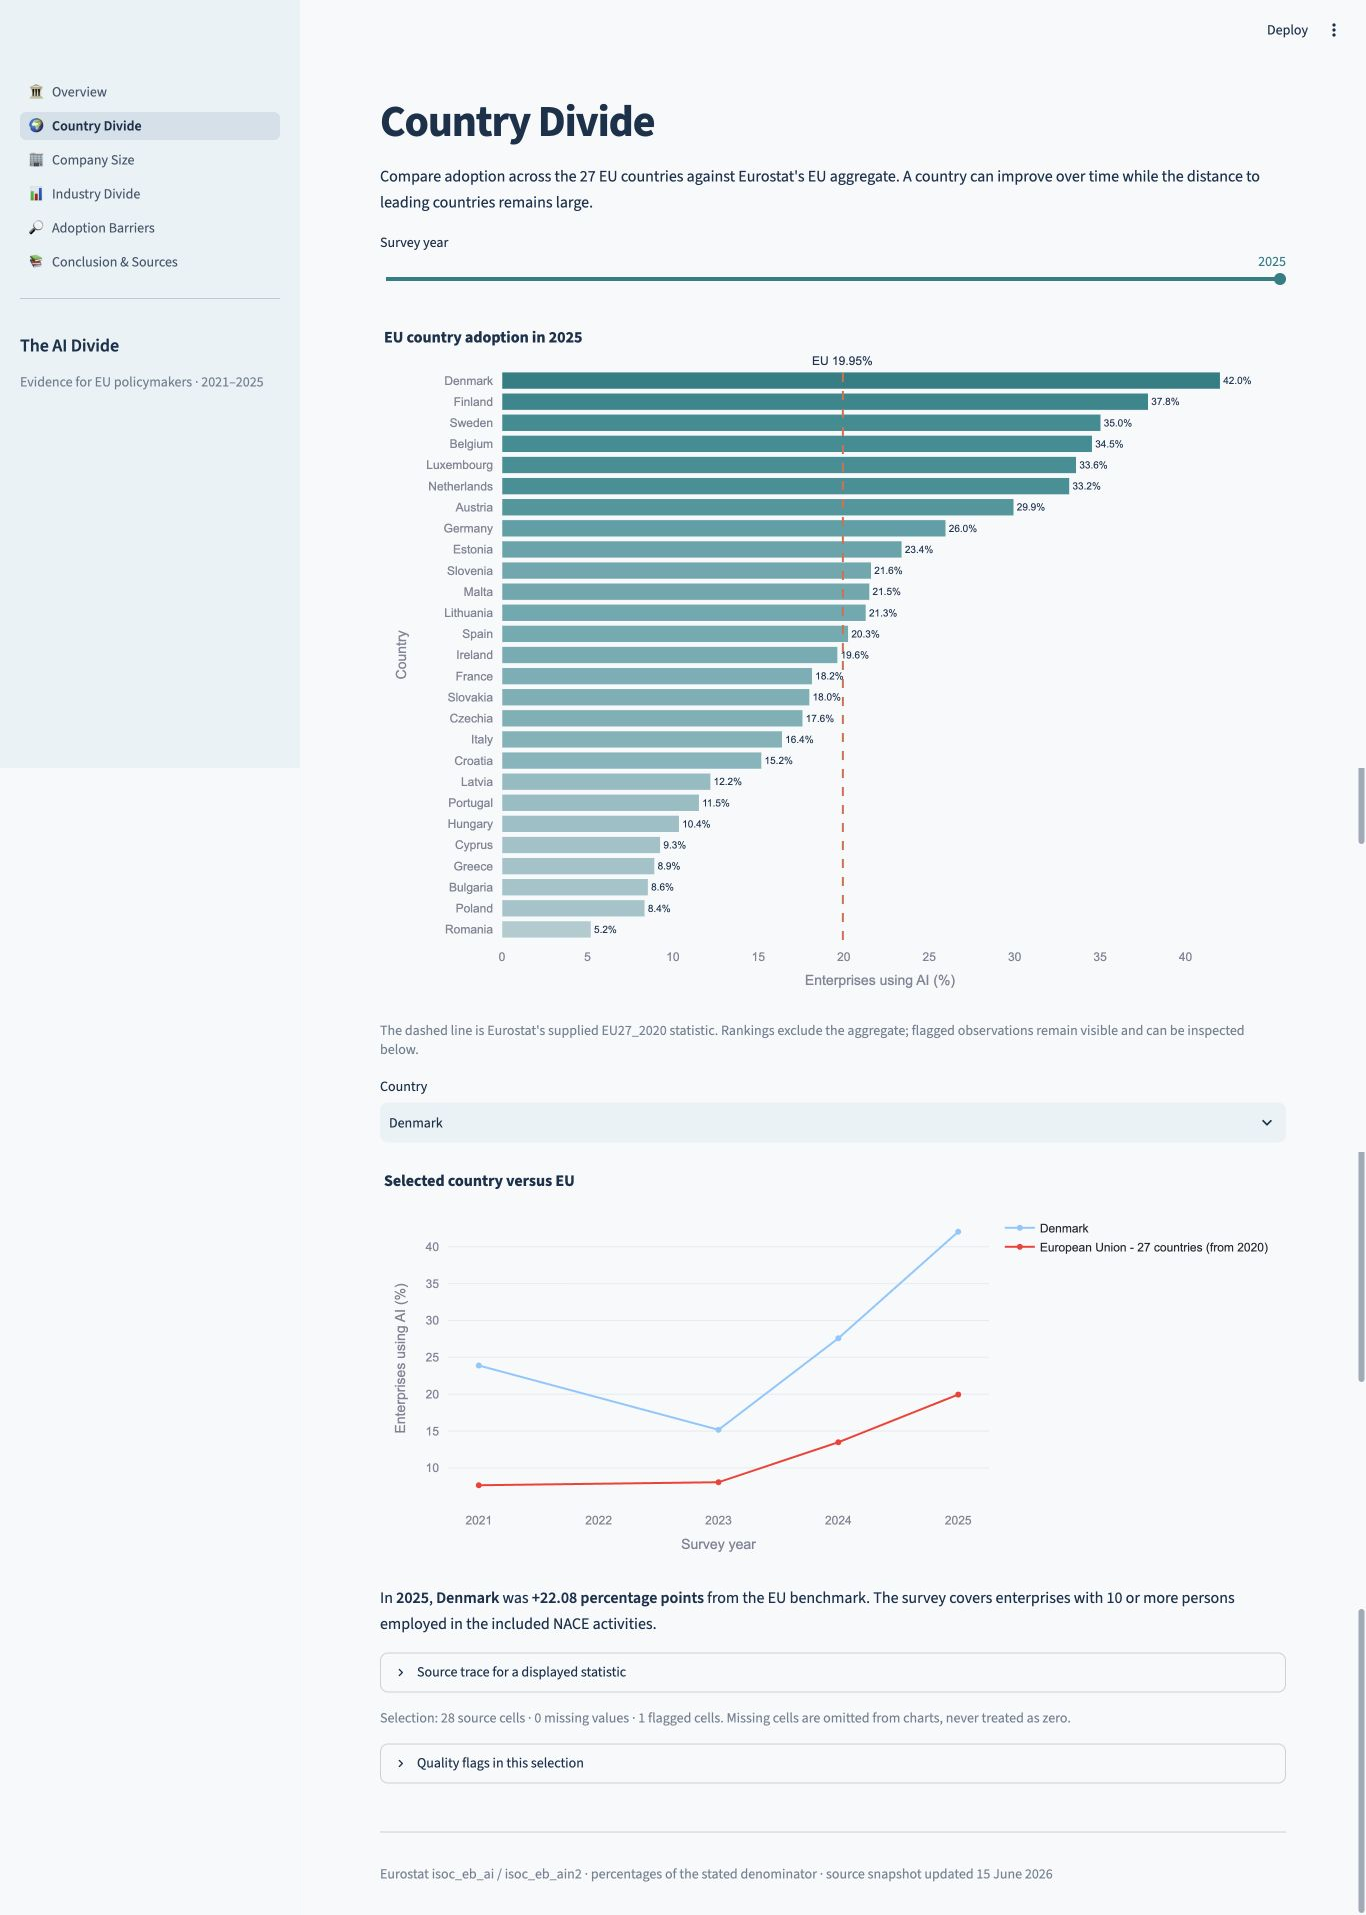 Deploy
Overview
Country Divide
Company Size
Industry Divide
Adoption Barriers
Conclusion & Sources
The AI Divide
Evidence for EU policymakers · 2021–2025
Country Divide
Compare adoption across the 27 EU countries against Eurostat's EU aggregate. A country can improve over time while the distance to
leading countries remains large.
Survey year
2025
EU country adoption in 2025
EU 19.95%
Denmark 42.0%
Finland 37.8%
Sweden 35.0%
Belgium 34.5%
Luxembourg 33.6%
Netherlands 33.2%
Austria 29.9%
Germany 26.0%
Estonia 23.4%
Slovenia 21.6%
Malta 21.5%
Lithuania 21.3%
Spain 20.3%
Ireland 19.6%
France 18.2%
Slovakia 18.0%
Czechia 17.6%
Italy 16.4%
Croatia 15.2%
Latvia 12.2%
Portugal 11.5%
Hungary 10.4%
Cyprus 9.3%
Greece 8.9%
Bulgaria 8.6%
Poland 8.4%
Romania 5.2%
Country
0 5 10 15 20 25 30 35 40
Enterprises using AI (%)
The dashed line is Eurostat's supplied EU27_2020 statistic. Rankings exclude the aggregate; flagged observations remain visible and can be inspected
below.
Country
Denmark
Selected country versus EU
Denmark
European Union - 27 countries (from 2020)
40
35
30
25
20
15
10
Enterprises using AI (%)
2021 2022 2023 2024 2025
Survey year
In 2025, Denmark was +22.08 percentage points from the EU benchmark. The survey covers enterprises with 10 or more persons
employed in the included NACE activities.
Source trace for a displayed statistic
Selection: 28 source cells · 0 missing values · 1 flagged cells. Missing cells are omitted from charts, never treated as zero.
Quality flags in this selection
Eurostat isoc_eb_ai / isoc_eb_ain2 · percentages of the stated denominator · source snapshot updated 15 June 2026